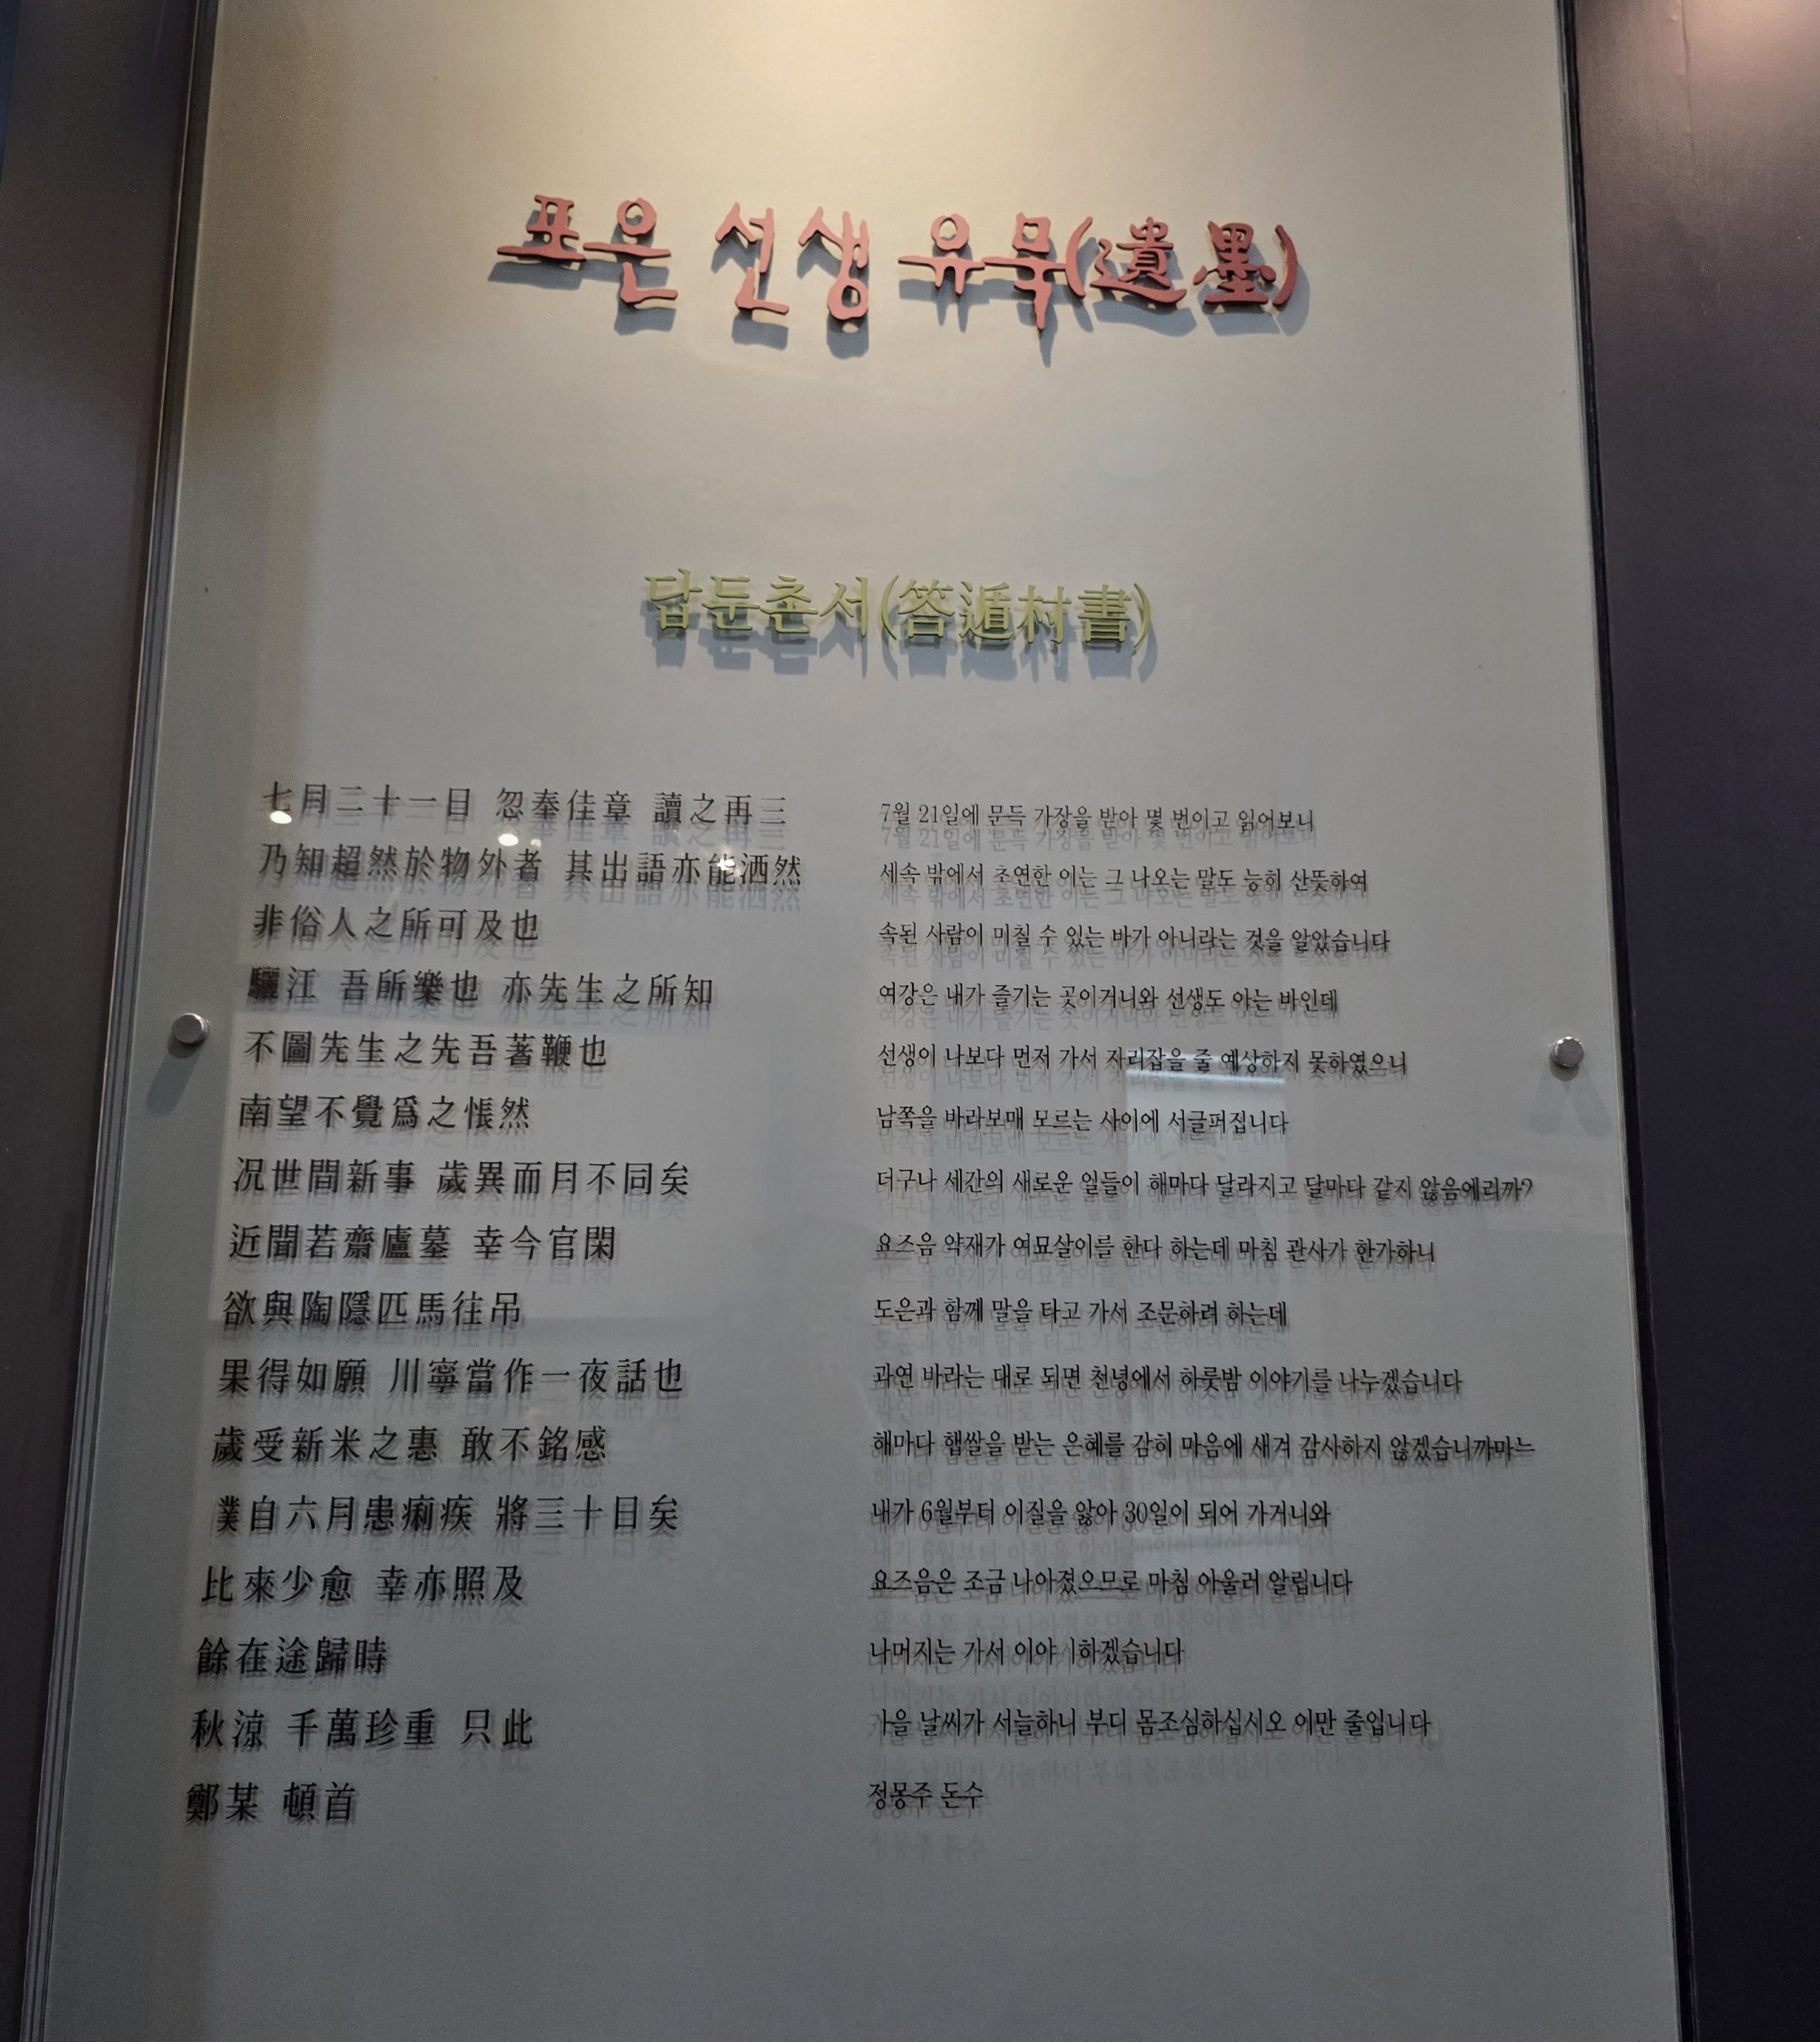 표은 선생 유묵(遺墨)
답둔촌서(答遁村書)
七月二十一日 忽奉佳章 讀之再三
乃知超然於物外者 其出語亦能洒然
非俗人之所可及也
驪江 吾所樂也 亦先生之所知
不圖先生之先吾著鞭也
南望不覺爲之悵然
況世間新事 歲異而月不同矣
近聞若齋廬墓 幸今官閑
欲與陶隱匹馬往吊
果得如願 川寧當作一夜話也
歲受新米之惠 敢不銘感
業自六月患痢疾 將三十日矣
比來少愈 幸亦照及
餘在途歸時
秋涼 千萬珍重 只此
鄭某 頓首
7월 21일에 문득 가장을 받아 몇 번이고 읽어보니
세속 밖에서 초연한 이는 그 나오는 말도 능히 산뜻하여
속된 사람이 미칠 수 있는 바가 아니라는 것을 알았습니다
여강은 내가 즐기는 곳이거니와 선생도 아는 바인데
선생이 나보다 먼저 가서 자리잡을 줄 예상하지 못하였으니
남쪽을 바라보매 모르는 사이에 서글퍼집니다
더구나 세간의 새로운 일들이 해마다 달라지고 달마다 같지 않음에리까?
요즈음 약재가 여묘살이를 한다 하는데 마침 관사가 한가하니
도은과 함께 말을 타고 가서 조문하려 하는데
과연 바라는 대로 되면 천녕에서 하룻밤 이야기를 나누겠습니다
해마다 햅쌀을 받는 은혜를 감히 마음에 새겨 감사하지 않겠습니까마느
내가 6월부터 이질을 앓아 30일이 되어 가거니와
요즈음은 조금 나아졌으므로 마침 아울러 알립니다
나머지는 가서 이야ㅣ하겠습니다
ㅏ을 날씨가 서늘하니 부디 몸조심하십시오 이만 줄입니다
정몽주 돈수